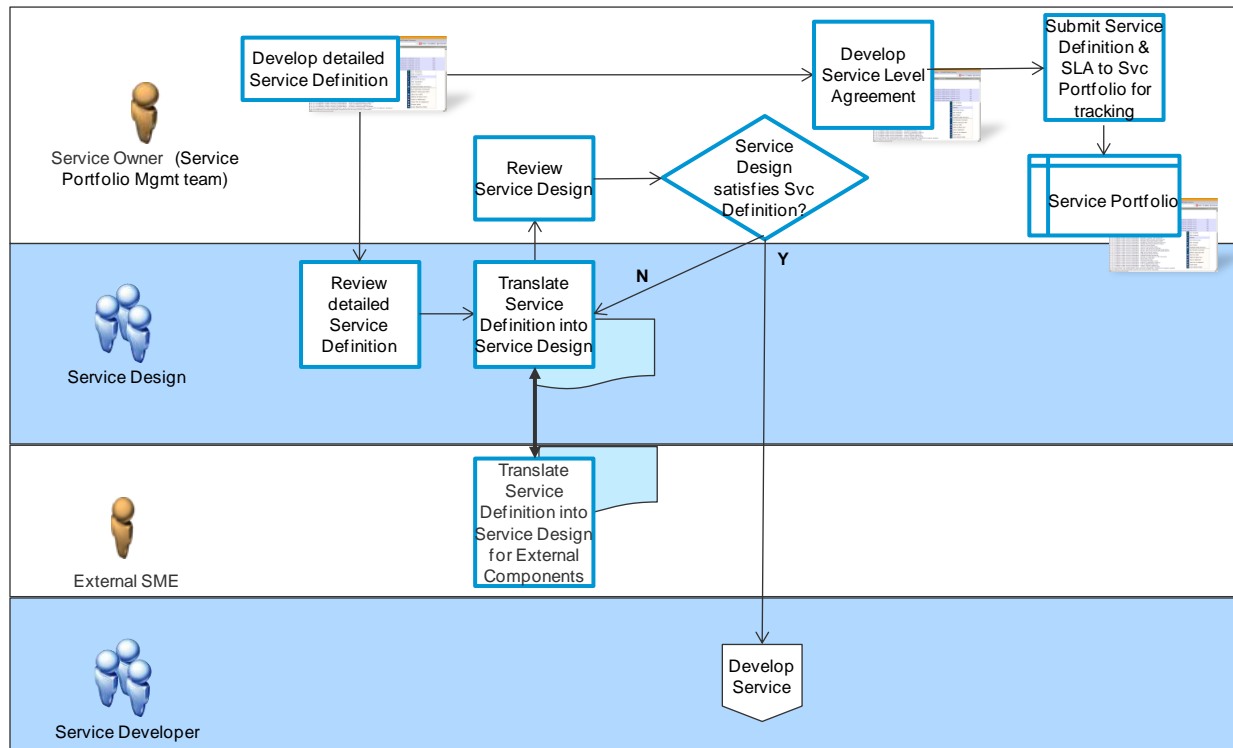 Develop detailed
Service Definition
Develop
Service Level
Agreement
Submit Service
Definition &
SLA to Svc
Portfolio for
tracking
Service Owner (Service
Portfolio Mgmt team)
Review
Service Design
Service
Design
satisfies Svc
Definition?
Service Portfolio
N
Y
Review
detailed
Service
Definition
Translate
Service
Definition into
Service Design
Service Design
Translate
Service
Definition into
Service Design
for External
Components
External SME
Develop
Service
Service Developer